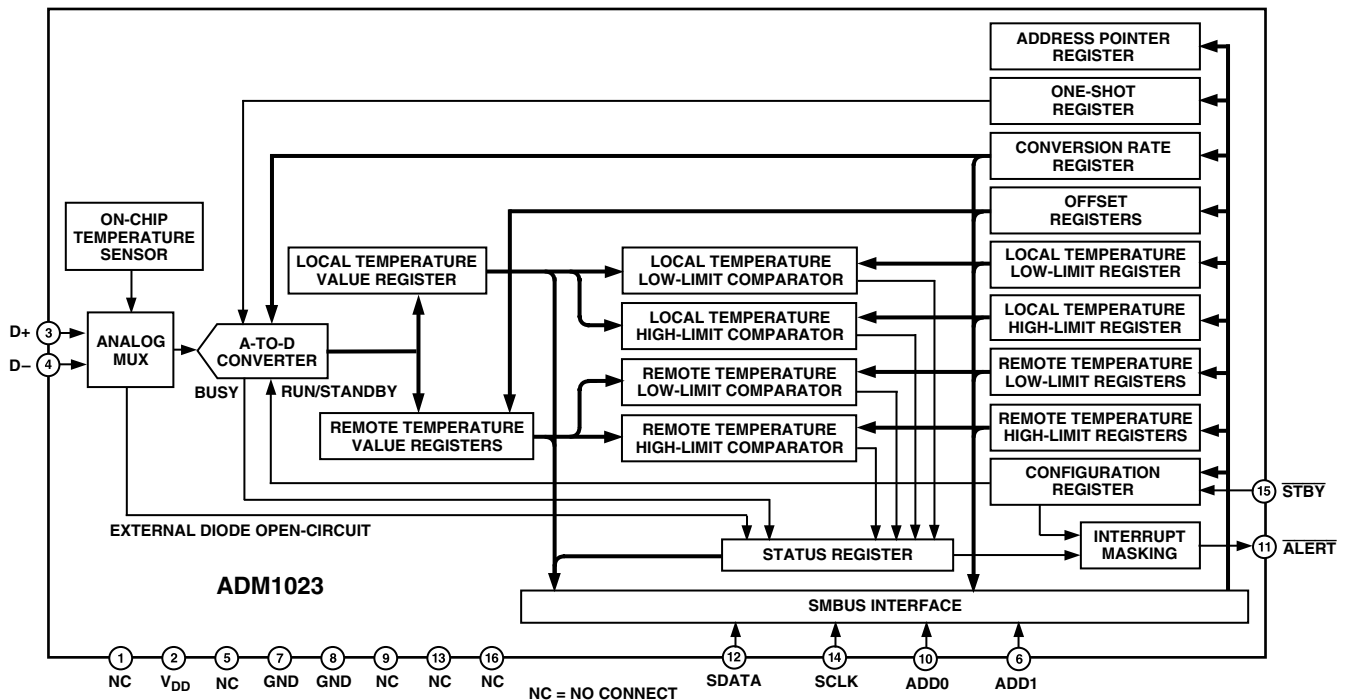 ADDRESS POINTER
REGISTER
ONE-SHOT
REGISTER
CONVERSION RATE
REGISTER
OFFSET
REGISTERS
ON-CHIP
TEMPERATURE
SENSOR
LOCAL TEMPERATURE
VALUE REGISTER
LOCAL TEMPERATURE
LOW-LIMIT COMPARATOR
LOCAL TEMPERATURE
LOW-LIMIT REGISTER
D+ 3
D– 4
ANALOG
MUX
A-TO-D
CONVERTER
LOCAL TEMPERATURE
HIGH-LIMIT COMPARATOR
LOCAL TEMPERATURE
HIGH-LIMIT REGISTER
BUSY
RUN/STANDBY
REMOTE TEMPERATURE
LOW-LIMIT COMPARATOR
REMOTE TEMPERATURE
LOW-LIMIT REGISTERS
REMOTE TEMPERATURE
VALUE REGISTERS
REMOTE TEMPERATURE
HIGH-LIMIT COMPARATOR
REMOTE TEMPERATURE
HIGH-LIMIT REGISTERS
CONFIGURATION
REGISTER
15 STBY
EXTERNAL DIODE OPEN-CIRCUIT
STATUS REGISTER
INTERRUPT
MASKING
11 ALERT
ADM1023
SMBUS INTERFACE
1 2 5 7 8 9 13 16 12 14 10 6
NC VDD NC GND GND NC NC NC SDATA SCLK ADD0 ADD1
NC = NO CONNECT